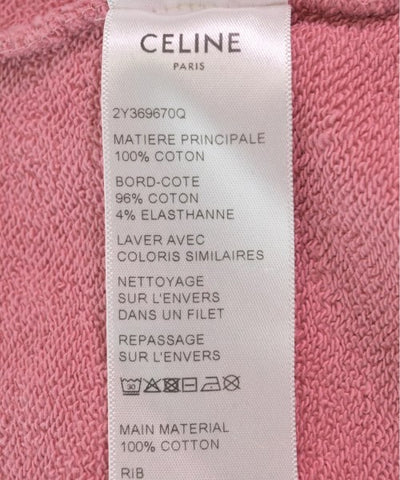 CELINE
PARIS
2Y369670Q
MATIERE PRINCIPALE
100% COTON
BORD-COTE
96% COTON
4% ELASTHANNE
LAVER AVEC
COLORIS SIMILAIRES
NETTOYAGE
SUR L'ENVERS
DANS UN FILET
REPASSAGE
SUR L'ENVERS
30
MAIN MATERIAL
100% COTTON
RIB